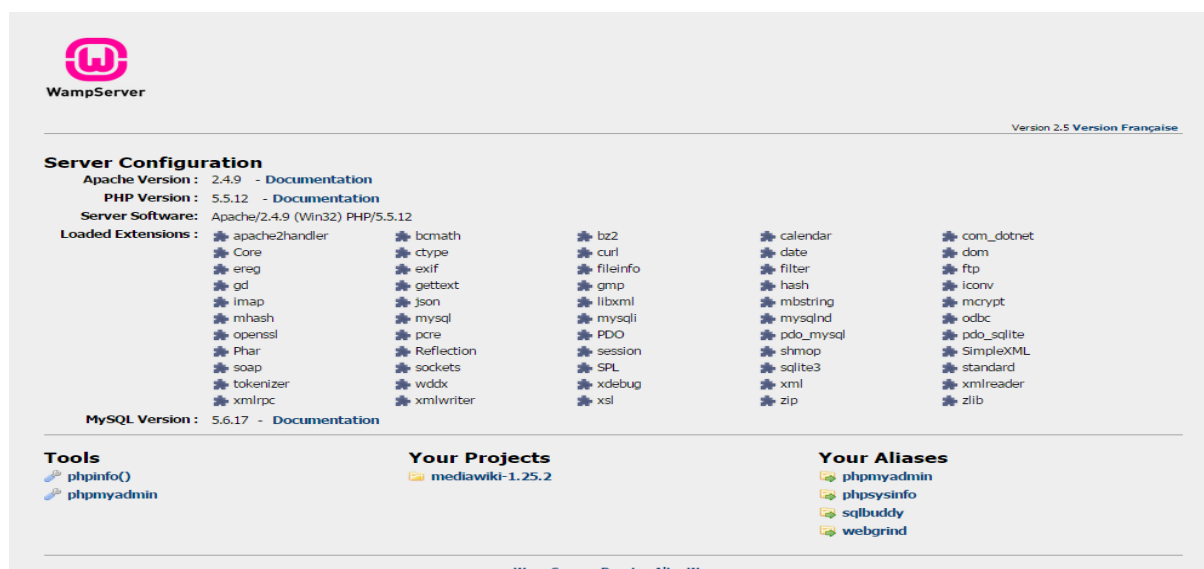 WampServer
Version 2.5 Version Française
Server Configuration
Apache Version : 2.4.9 - Documentation
PHP Version : 5.5.12 - Documentation
Server Software: Apache/2.4.9 (Win32) PHP/5.5.12
Loaded Extensions : apache2handler bcmath bz2 calendar com_dotnet
Core ctype curl date dom
ereg exif fileinfo filter ftp
gd gettext gmp hash iconv
imap json libxml mbstring mcrypt
mhash mysql mysqli mysqlnd odbc
openssl pcre PDO pdo_mysql pdo_sqlite
Phar Reflection session shmop SimpleXML
soap sockets SPL sqlite3 standard
tokenizer wddx xdebug xml xmlreader
xmlrpc xmlwriter xsl zip zlib
MySQL Version : 5.6.17 - Documentation
Tools Your Projects Your Aliases
phpinfo() mediawiki-1.25.2 phpmyadmin
phpmyadmin phpsysinfo
sqlbuddy
webgrind